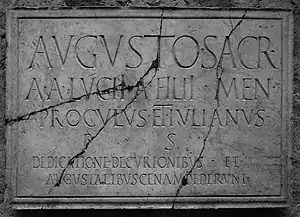 AVGVSTO·SACR
A A LVCII A FILII MEN
PROCVLVS ET IVLIANVS
P S
DEDICATIONE DECVRIONIBVS ET
AVGVSTALIBVS CENAM DEDERVNT